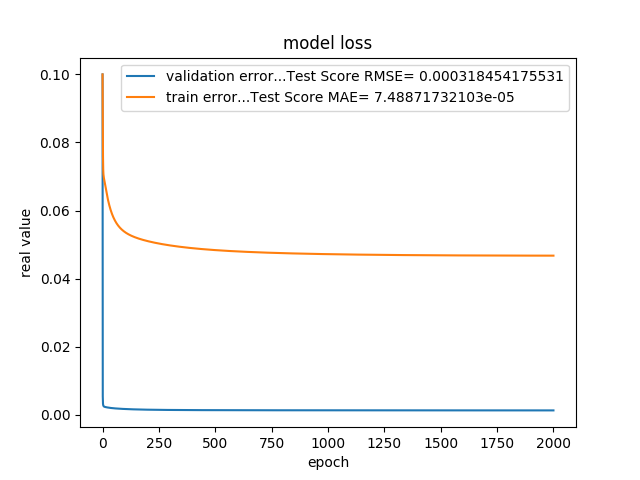 model loss
validation error...Test Score RMSE= 0.000318454175531
train error...Test Score MAE= 7.48871732103e-05
real value
0.10
0.08
0.06
0.04
0.02
0.00
0 250 500 750 1000 1250 1500 1750 2000
epoch